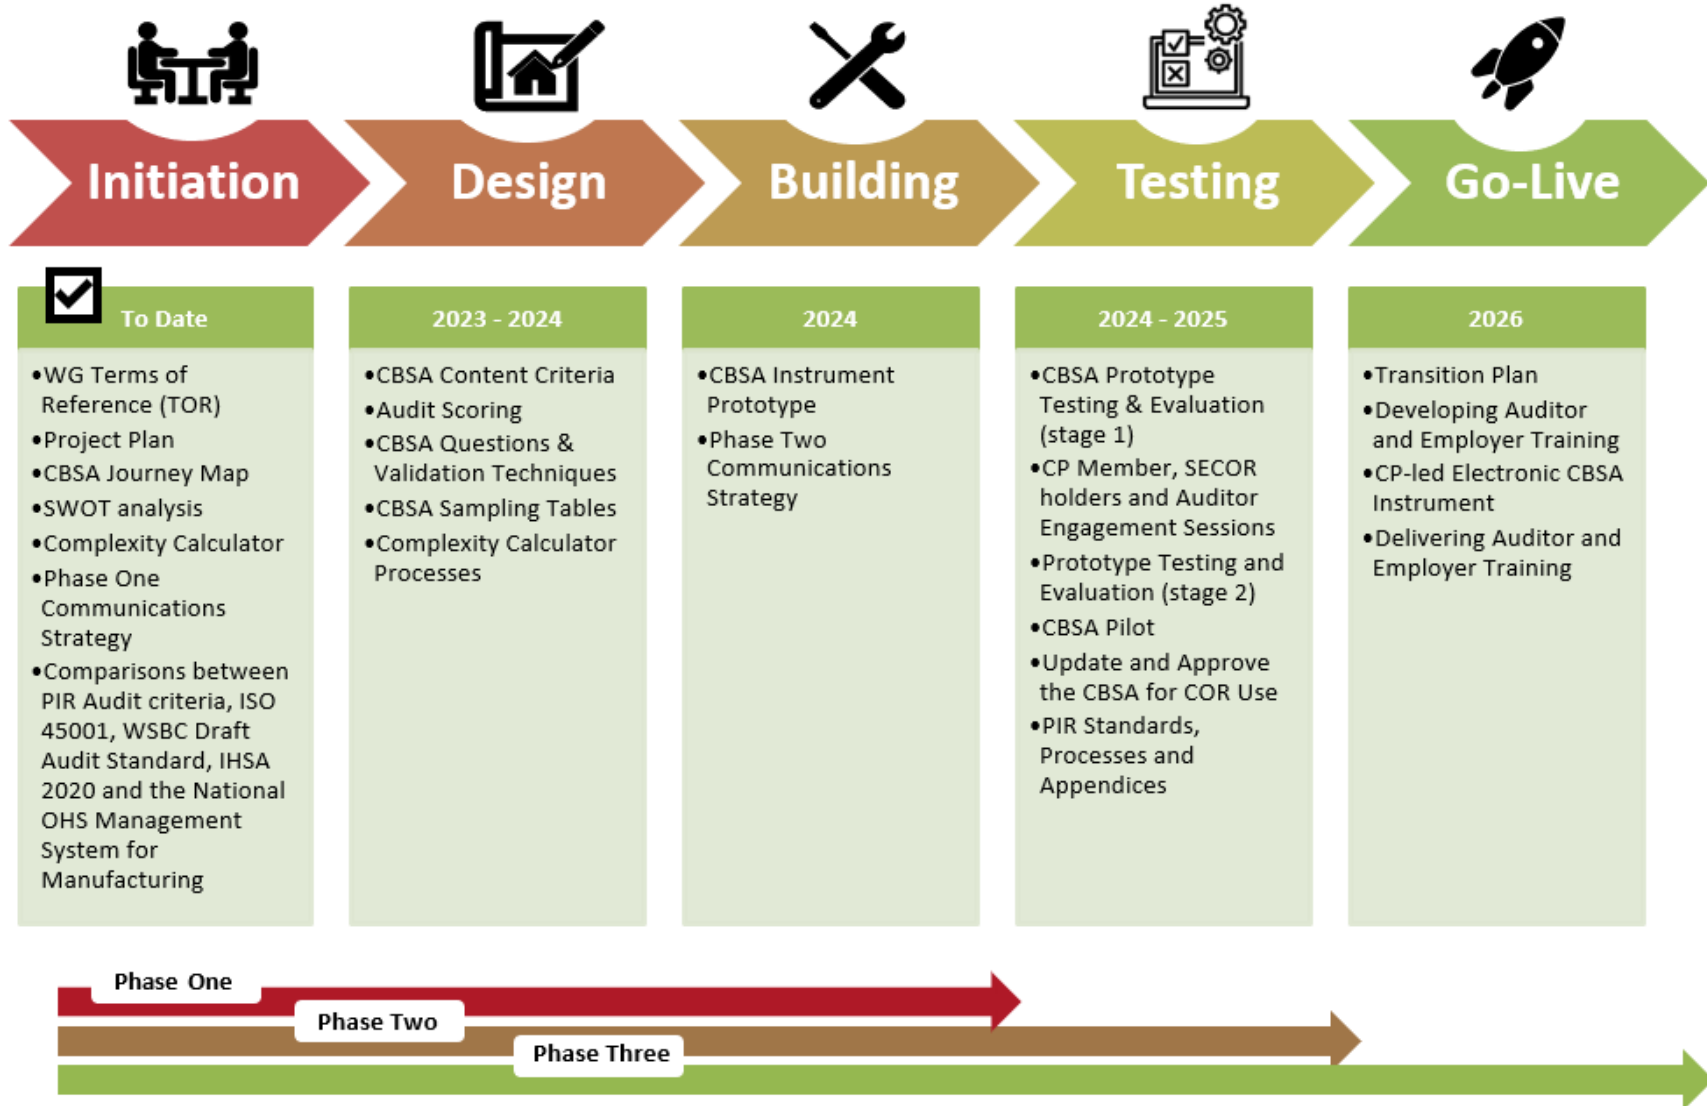 Initiation
Design
Building
Testing
Go-Live
To Date
•WG Terms of
Reference (TOR)
•Project Plan
•CBSA Journey Map
•SWOT analysis
•Complexity Calculator
•Phase One
Communications
Strategy
•Comparisons between
PIR Audit criteria, ISO
45001, WSBC Draft
Audit Standard, IHSA
2020 and the National
OHS Management
System for
Manufacturing
2023 - 2024
•CBSA Content Criteria
•Audit Scoring
•CBSA Questions &
Validation Techniques
•CBSA Sampling Tables
•Complexity Calculator
Processes
2024
•CBSA Instrument
Prototype
•Phase Two
Communications
Strategy
2024 - 2025
•CBSA Prototype
Testing & Evaluation
(stage 1)
•CP Member, SECOR
holders and Auditor
Engagement Sessions
•Prototype Testing and
Evaluation (stage 2)
•CBSA Pilot
•Update and Approve
the CBSA for COR Use
•PIR Standards,
Processes and
Appendices
2026
•Transition Plan
•Developing Auditor
and Employer Training
•CP-led Electronic CBSA
Instrument
•Delivering Auditor and
Employer Training
Phase One
Phase Two
Phase Three